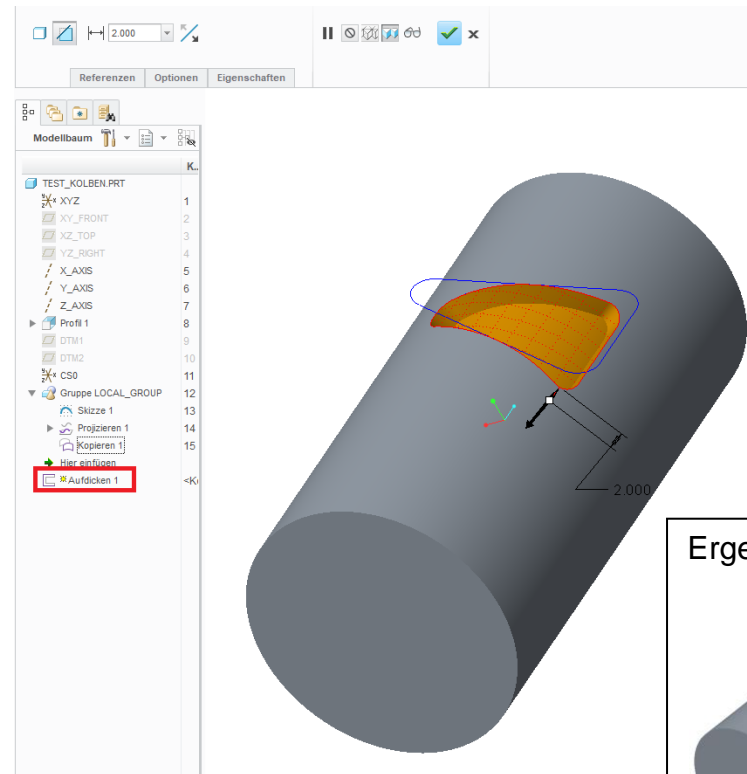 2.000
Referenzen Optionen Eigenschaften
Modellbaum
K..
TEST_KOLBEN.PRT
XYZ 1
XY_FRONT 2
XZ_TOP 3
YZ_RIGHT 4
X_AXIS 5
Y_AXIS 6
Z_AXIS 7
Profil 1 8
DTM1 9
DTM2 10
CS0 11
Gruppe LOCAL_GROUP 12
Skizze 1 13
Projizieren 1 14
Kopieren 1 15
Hier einfügen
Aufdicken 1 <K
2.000
Erge